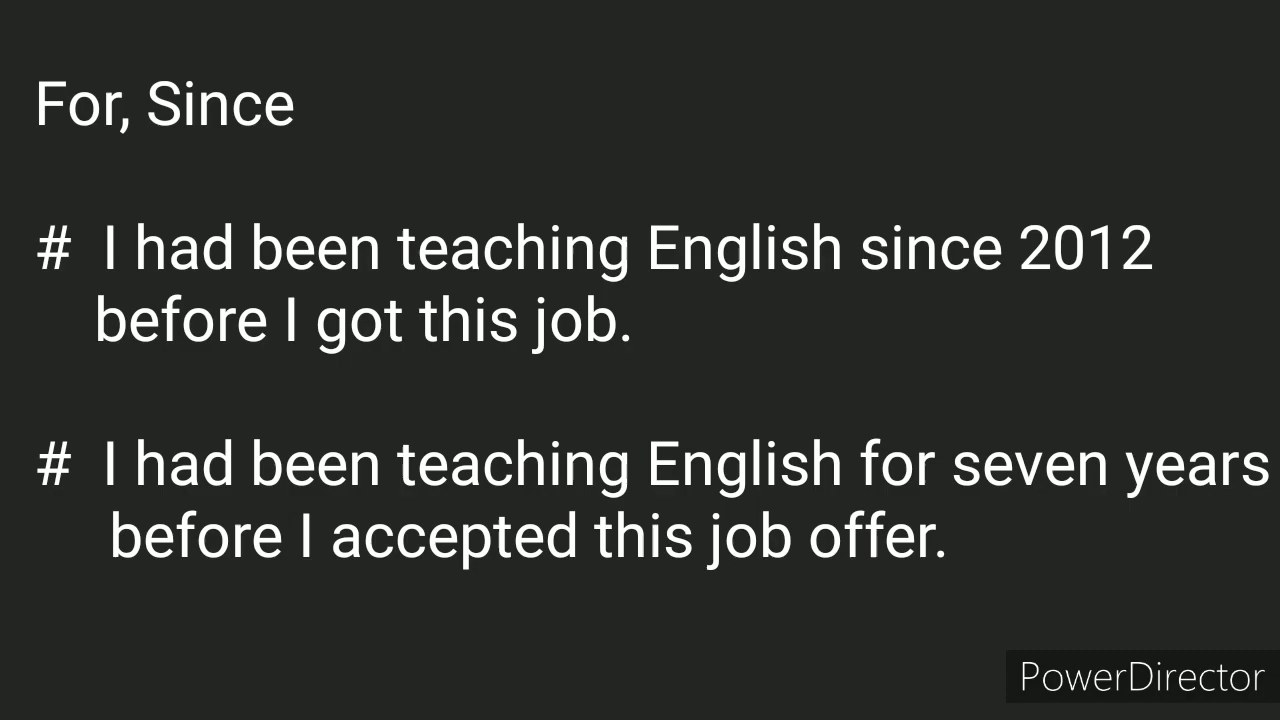 For, Since
# I had been teaching English since 2012
before I got this job.
# I had been teaching English for seven years
before I accepted this job offer.
PowerDirector